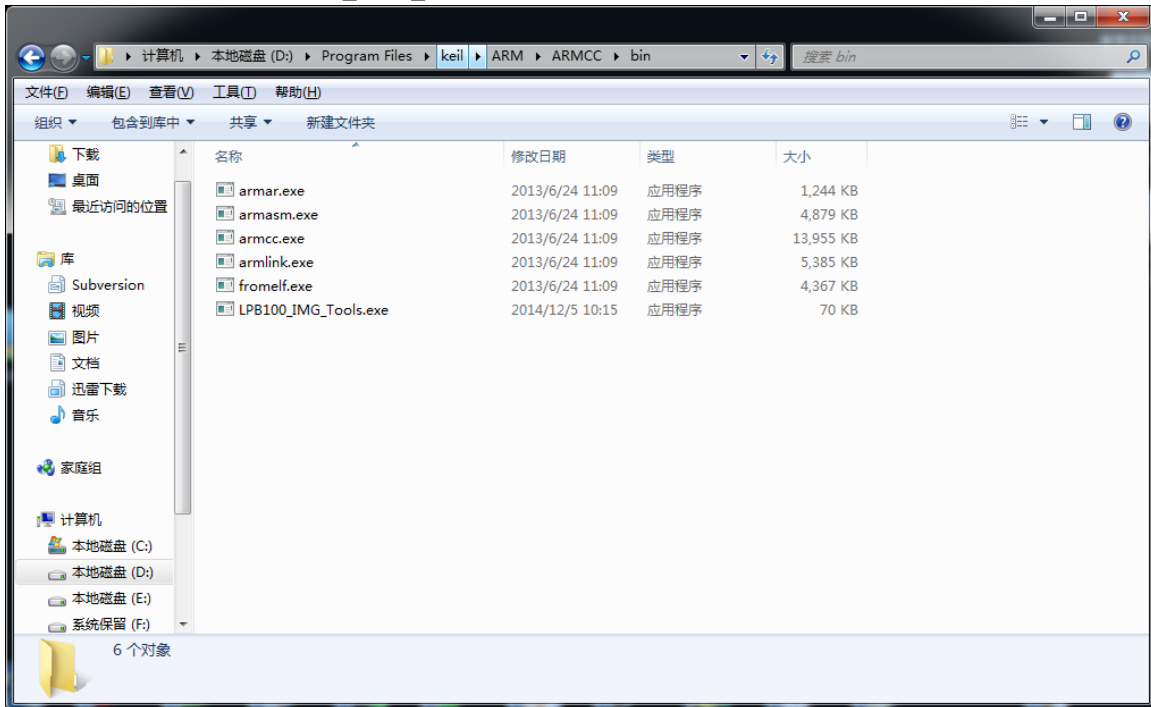 计算机 本地磁盘 (D:) Program Files keil ARM ARMCC bin 搜索 bin
文件(F) 编辑(E) 查看(V) 工具(T) 帮助(H)
组织 包含到库中 共享 新建文件夹
下载
桌面
最近访问的位置
库
Subversion
视频
图片
文档
迅雷下载
音乐
家庭组
计算机
本地磁盘 (C:)
本地磁盘 (D:)
本地磁盘 (E:)
系统保留 (F:)
名称 修改日期 类型 大小
armar.exe 2013/6/24 11:09 应用程序 1,244 KB
armasm.exe 2013/6/24 11:09 应用程序 4,879 KB
armcc.exe 2013/6/24 11:09 应用程序 13,955 KB
armlink.exe 2013/6/24 11:09 应用程序 5,385 KB
fromelf.exe 2013/6/24 11:09 应用程序 4,367 KB
LPB100_IMG_Tools.exe 2014/12/5 10:15 应用程序 70 KB
6 个对象